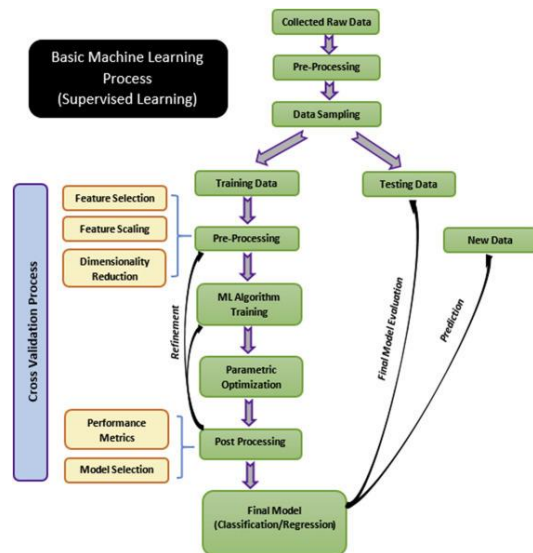 Collected Raw Data
Basic Machine Learning
Process
(Supervised Learning)
Pre-Processing
Data Sampling
Training Data
Testing Data
Feature Selection
Feature Scaling
Dimensionality
Reduction
Pre-Processing
New Data
ML Algorithm
Training
Refinement
Final Model Evaluation
Prediction
Cross Validation Process
Parametric
Optimization
Performance
Metrics
Post Processing
Model Selection
Final Model
(Classification/Regression)